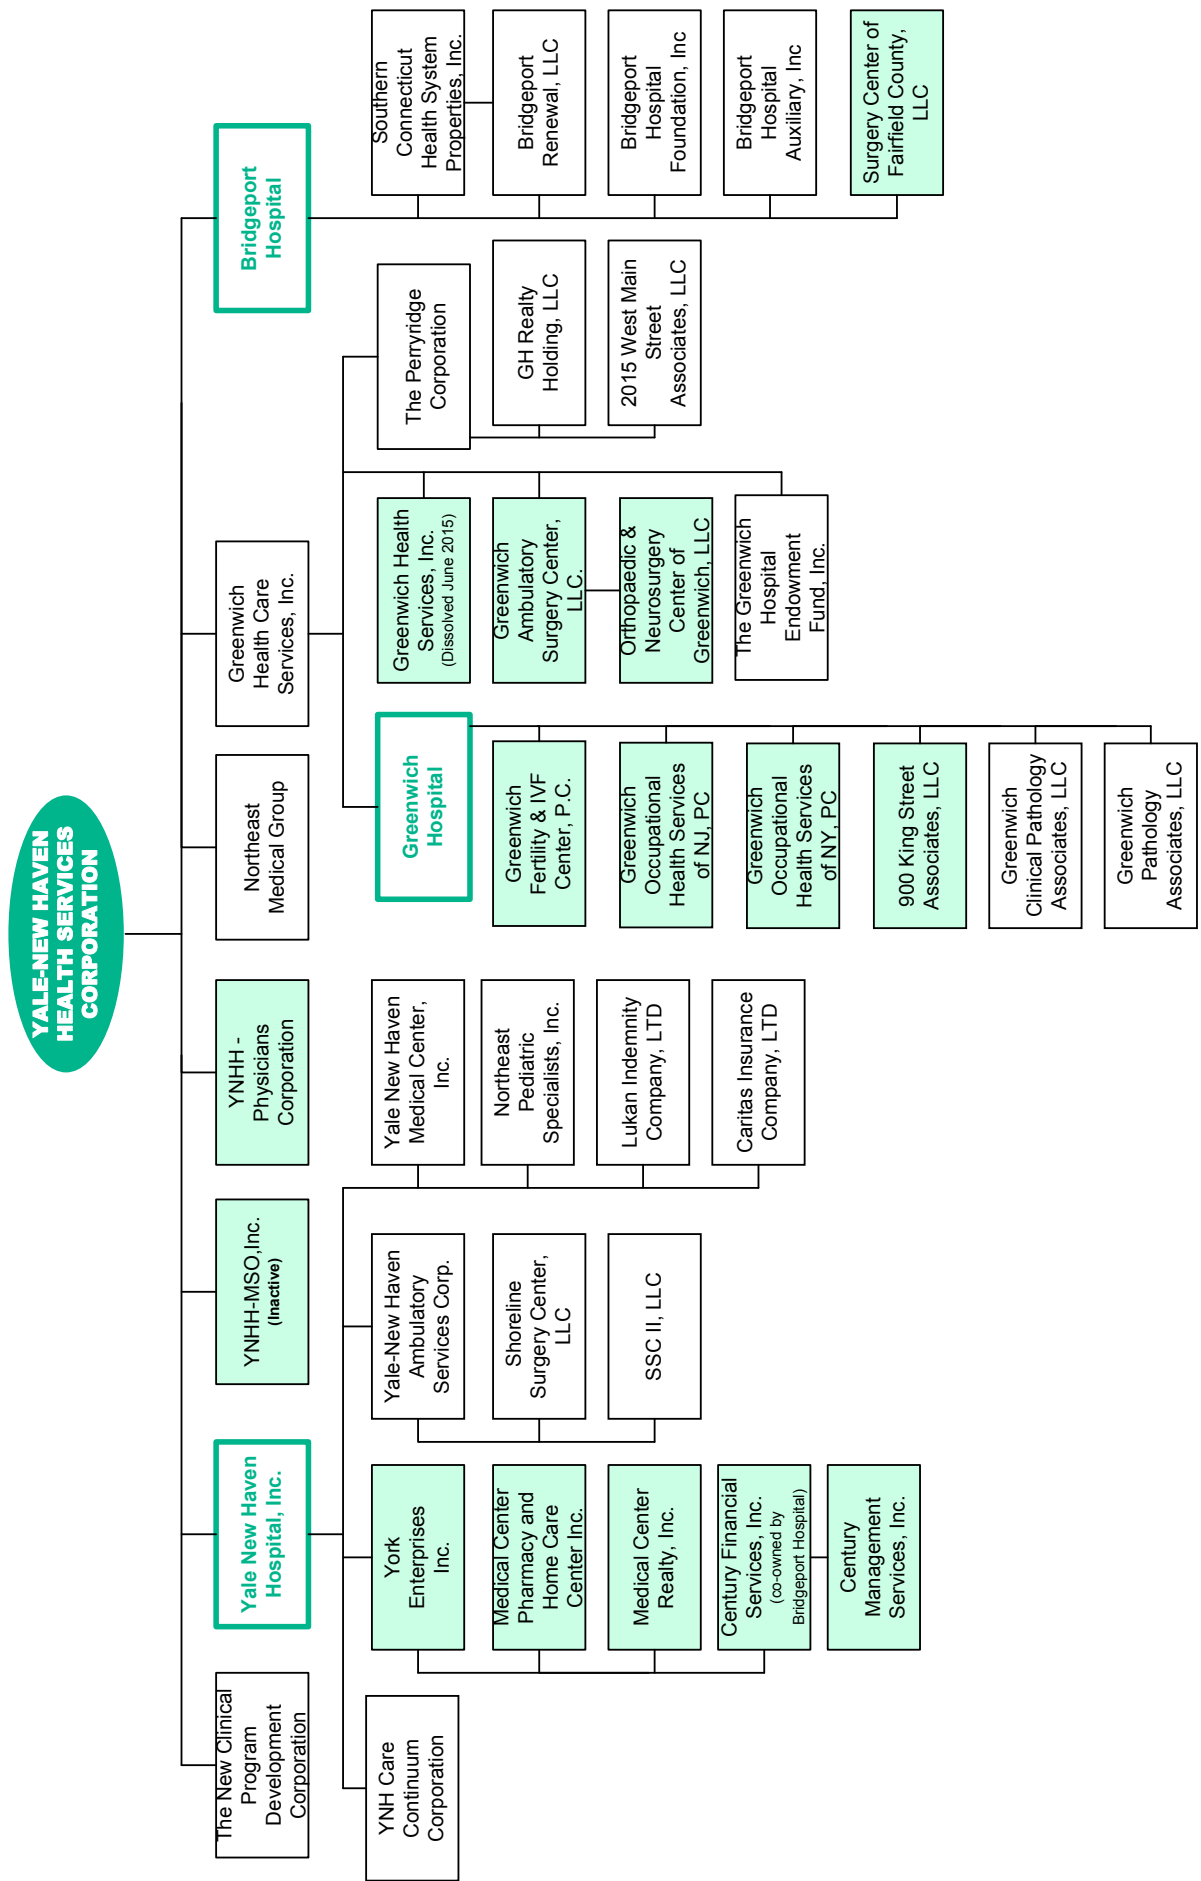 YALE-NEW HAVEN
HEALTH SERVICES
CORPORATION
The New Clinical
Program
Development
Corporation
Yale New Haven
Hospital, Inc.
YNHH-MSO,Inc.
(Inactive)
YNHH -
Physicians
Corporation
Northeast
Medical Group
Greenwich
Health Care
Services, Inc.
Bridgeport
Hospital
YNH Care
Continuum
Corporation
York
Enterprises
Inc.
Medical Center
Pharmacy and
Home Care
Center Inc.
Medical Center
Realty, Inc.
Century Financial
Services, Inc.
(co-owned by
Bridgeport Hospital)
Century
Management
Services, Inc.
Yale-New Haven
Ambulatory
Services Corp.
Shoreline
Surgery Center,
LLC
SSC II, LLC
Yale New Haven
Medical Center,
Inc.
Northeast
Pediatric
Specialists, Inc.
Lukan Indemnity
Company, LTD
Caritas Insurance
Company, LTD
Greenwich
Hospital
Greenwich
Fertility & IVF
Center, P.C.
Greenwich
Occupational
Health Services
of NJ, PC
Greenwich
Occupational
Health Services
of NY, PC
900 King Street
Associates, LLC
Greenwich
Clinical Pathology
Associates, LLC
Greenwich
Pathology
Associates, LLC
Greenwich Health
Services, Inc.
(Dissolved June 2015)
Greenwich
Ambulatory
Surgery Center,
LLC.
Orthopaedic &
Neurosurgery
Center of
Greenwich, LLC
The Greenwich
Hospital
Endowment
Fund, Inc.
The Perryridge
Corporation
GH Realty
Holding, LLC
2015 West Main
Street
Associates, LLC
Southern
Connecticut
Health System
Properties, Inc.
Bridgeport
Renewal, LLC
Bridgeport
Hospital
Foundation, Inc
Bridgeport
Hospital
Auxiliary, Inc
Surgery Center of
Fairfield County,
LLC